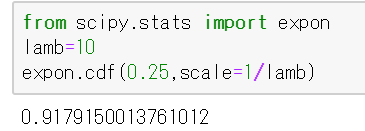 from scipy.stats import expon
lamb=10
expon.cdf(0.25,scale=1/lamb)
0.9179150013761012